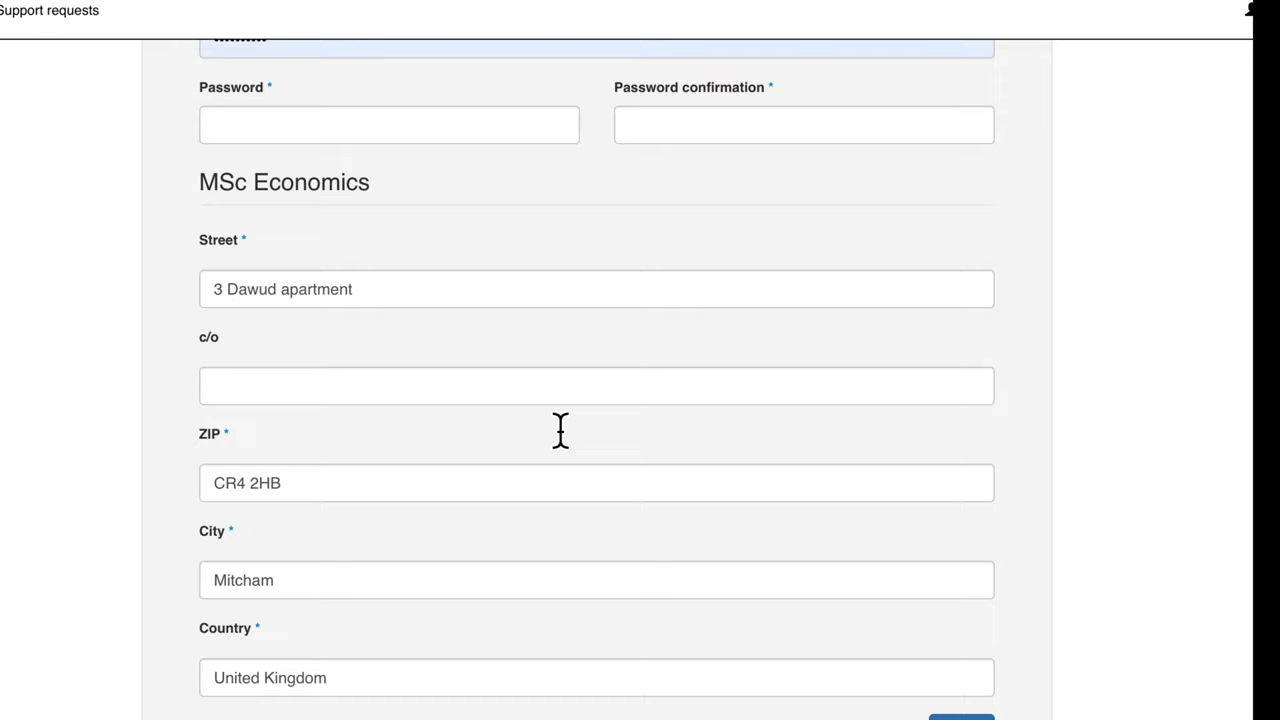 Support requests
Password *
Password confirmation *
MSc Economics
Street *
3 Dawud apartment
c/o
ZIP *
CR4 2HB
City *
Mitcham
Country *
United Kingdom